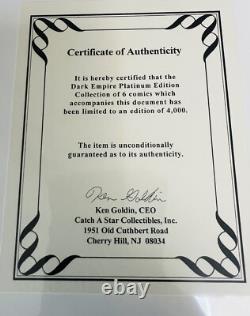 Certificate of Authenticity
It is hereby certified that the
Dark Empire Platinum Edition
Collection of 6 comics which
accompanies this document has
been limited to an edition of 4,000.
The item is unconditionally
guaranteed as to its authenticity.
Ken Goldin
Ken Goldin, CEO
Catch A Star Collectibles, Inc.
1951 Old Cuthbert Road
Cherry Hill, NJ 08034
thumbimg.com